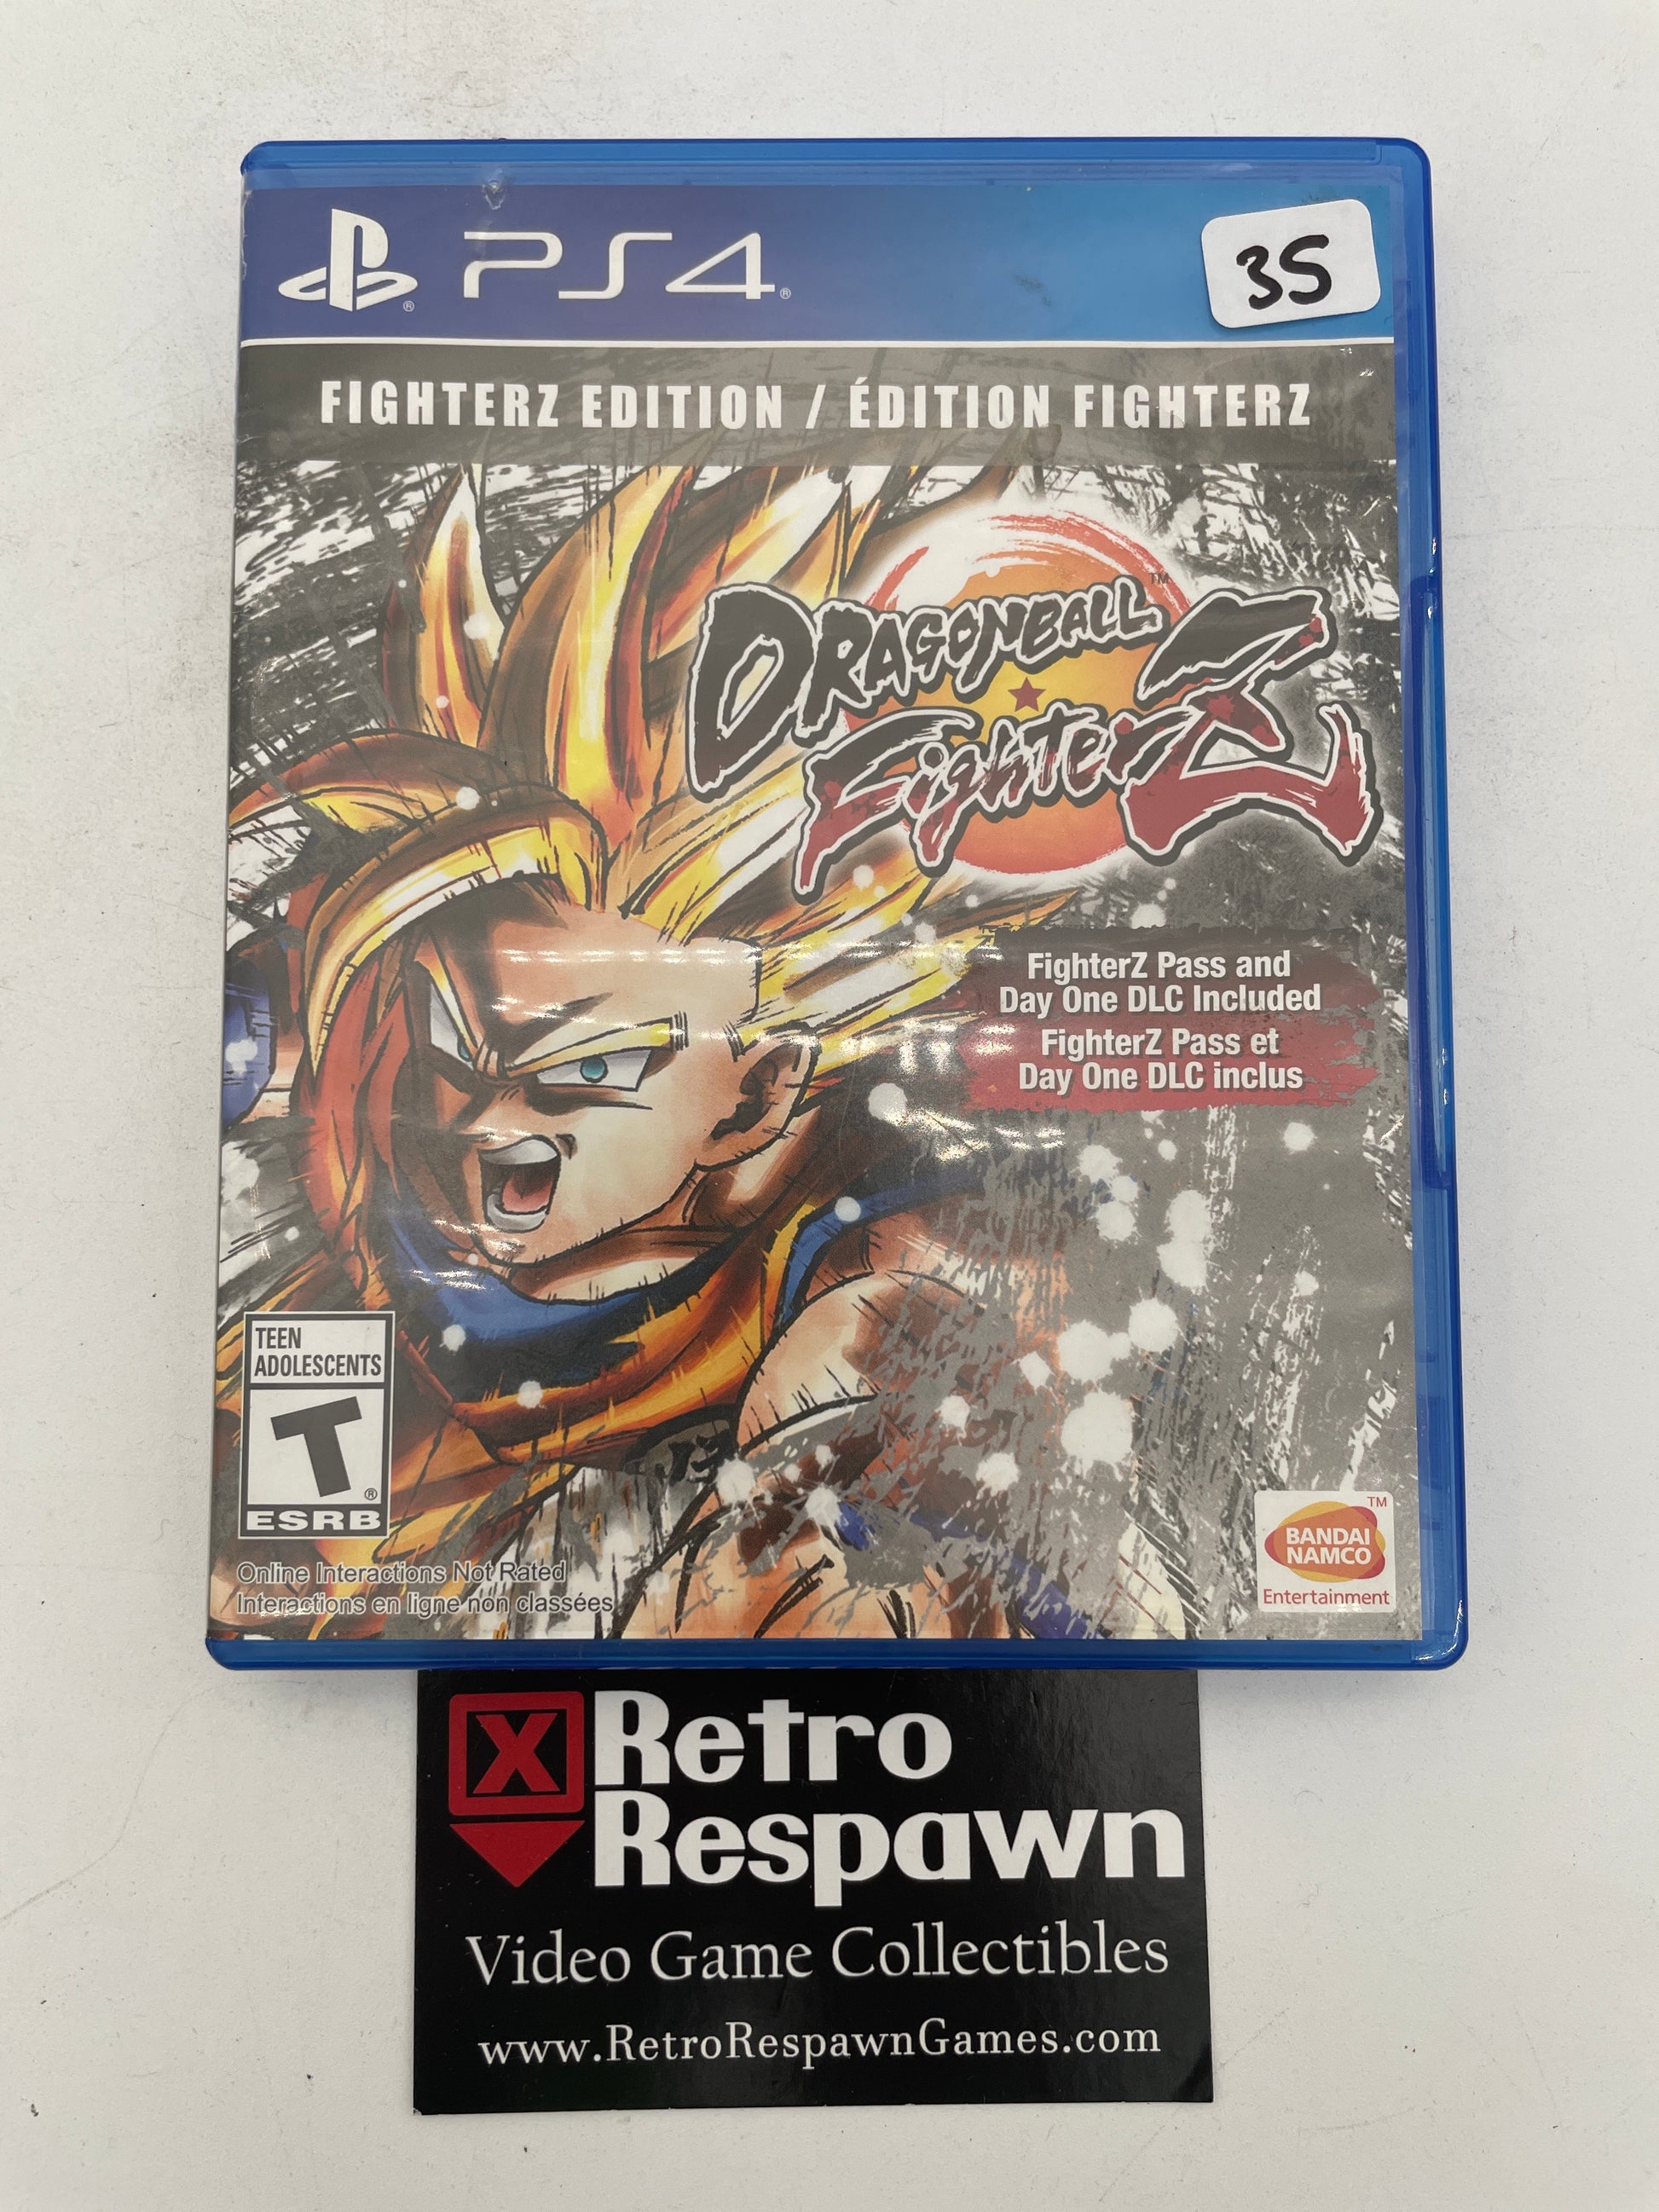 PS4®
35
FIGHTERZ EDITION / ÉDITION FIGHTERZ
DRAGONBALL™
FighterZ
FighterZ Pass and
Day One DLC Included
FighterZ Pass et
Day One DLC inclus
TEEN
ADOLESCENTS
T®
ESRB
Online Interactions Not Rated
Interactions en ligne non classées
BANDAI™
NAMCO
Entertainment
X Retro
Respawn
Video Game Collectibles
www.RetroRespawnGames.com